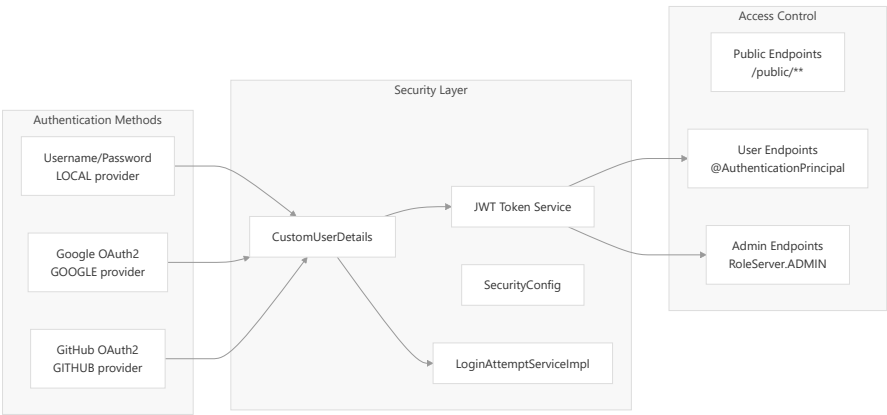 Authentication Methods
Username/Password
LOCAL provider
Google OAuth2
GOOGLE provider
GitHub OAuth2
GITHUB provider
Security Layer
CustomUserDetails
JWT Token Service
SecurityConfig
LoginAttemptServiceImpl
Access Control
Public Endpoints
/public/**
User Endpoints
@AuthenticationPrincipal
Admin Endpoints
RoleServer.ADMIN